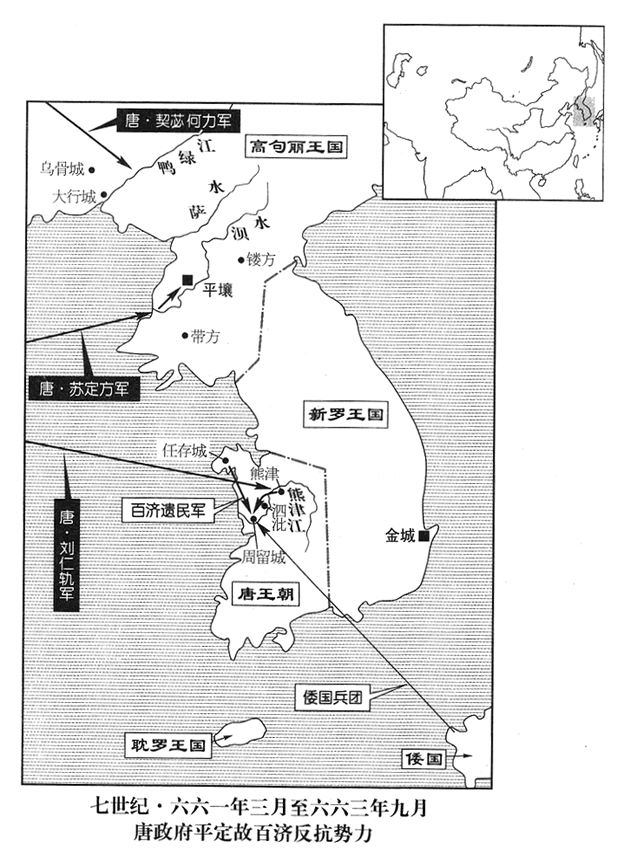 唐·契苾何力军
高句丽王国
鸭绿江
乌骨城
大行城
萨水
浿水
镂方
平壤
带方
唐·苏定方军
新罗王国
任存城
熊津
熊津江
百济遗民军
泗沘
唐·刘仁轨军
金城
周留城
唐王朝
倭国兵团
耽罗王国
倭国
七世纪·六六一年三月至六六三年九月
唐政府平定故百济反抗势力